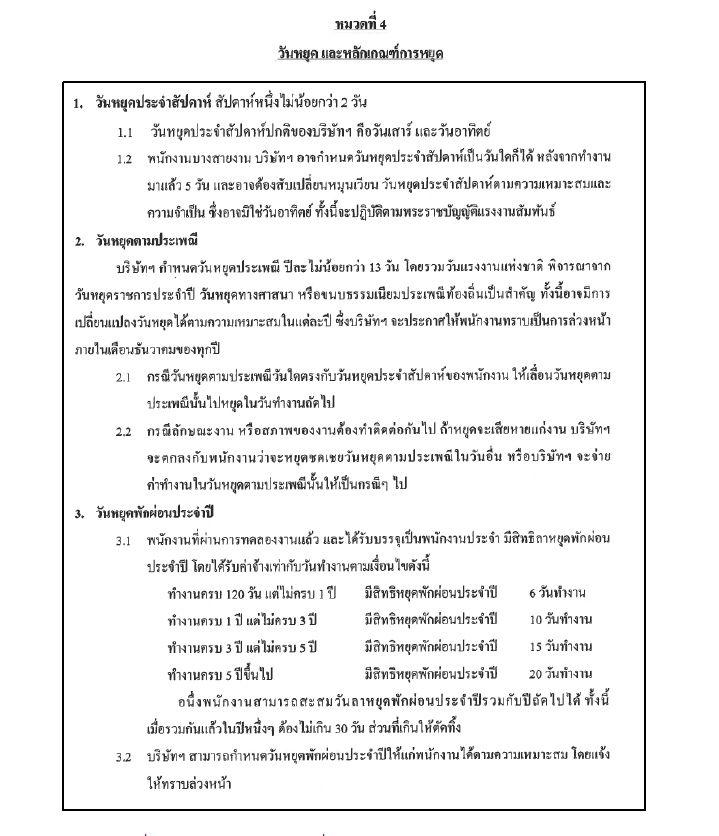 หมวดที่ 4
วันหยุด และหลักเกณฑ์การหยุด
1. วันหยุดประจำสัปดาห์ สัปดาห์หนึ่งไม่น้อยกว่า 2 วัน
1.1 วันหยุดประจำสัปดาห์ปกติของบริษัทฯ คือวันเสาร์ และวันอาทิตย์
1.2 พนักงานบางสายงาน บริษัทฯ อาจกำหนดวันหยุดประจำสัปดาห์เป็นวันใดก็ได้ หลังจากทำงาน
มาแล้ว 5 วัน และอาจต้องสับเปลี่ยนหมุนเวียน วันหยุดประจำสัปดาห์ตามความเหมาะสมและ
ความจำเป็น ซึ่งอาจมิใช่วันอาทิตย์ ทั้งนี้จะปฏิบัติตามพระราชบัญญัติแรงงานสัมพันธ์
2. วันหยุดตามประเพณี
บริษัทฯ กำหนดวันหยุดประเพณี ปีละไม่น้อยกว่า 13 วัน โดยรวมวันแรงงานแห่งชาติ พิจารณาจาก
วันหยุดราชการประจำปี วันหยุดทางศาสนา หรือขนบธรรมเนียมประเพณีท้องถิ่นเป็นสำคัญ ทั้งนี้อาจมีการ
เปลี่ยนแปลงวันหยุดได้ตามความเหมาะสมในแต่ละปี ซึ่งบริษัทฯ จะประกาศให้พนักงานทราบเป็นการล่วงหน้า
ภายในเดือนธันวาคมของทุกปี
2.1 กรณีวันหยุดตามประเพณีวันใดตรงกับวันหยุดประจำสัปดาห์ของพนักงาน ให้เลื่อนวันหยุดตาม
ประเพณีนั้นไปหยุดในวันทำงานถัดไป
2.2 กรณีลักษณะงาน หรือสภาพของงานต้องทำติดต่อกันไป ถ้าหยุดจะเสียหายแก่งาน บริษัทฯ
จะตกลงกับพนักงานว่าจะหยุดชดเชยวันหยุดตามประเพณีในวันอื่น หรือบริษัทฯ จะจ่าย
ค่าทำงานในวันหยุดตามประเพณีนั้นให้เป็นกรณีๆ ไป
3. วันหยุดพักผ่อนประจำปี
3.1 พนักงานที่ผ่านการทดลองงานแล้ว และได้รับบรรจุเป็นพนักงานประจำ มีสิทธิลาหยุดพักผ่อน
ประจำปี โดยได้รับค่าจ้างเท่ากับวันทำงานตามเงื่อนไขดังนี้
ทำงานครบ 120 วัน แต่ไม่ครบ 1 ปี มีสิทธิหยุดพักผ่อนประจำปี 6 วันทำงาน
ทำงานครบ 1 ปี แต่ไม่ครบ 3 ปี มีสิทธิหยุดพักผ่อนประจำปี 10 วันทำงาน
ทำงานครบ 3 ปี แต่ไม่ครบ 5 ปี มีสิทธิหยุดพักผ่อนประจำปี 15 วันทำงาน
ทำงานครบ 5 ปีขึ้นไป มีสิทธิหยุดพักผ่อนประจำปี 20 วันทำงาน
อนึ่งพนักงานสามารถสะสมวันลาหยุดพักผ่อนประจำปีรวมกับปีถัดไปได้ ทั้งนี้
เมื่อรวมกันแล้วในปีหนึ่งๆ ต้องไม่เกิน 30 วัน ส่วนที่เกินให้ตัดทิ้ง
3.2 บริษัทฯ สามารถกำหนดวันหยุดพักผ่อนประจำปีให้แก่พนักงานได้ตามความเหมาะสม โดยแจ้ง
ให้ทราบล่วงหน้า